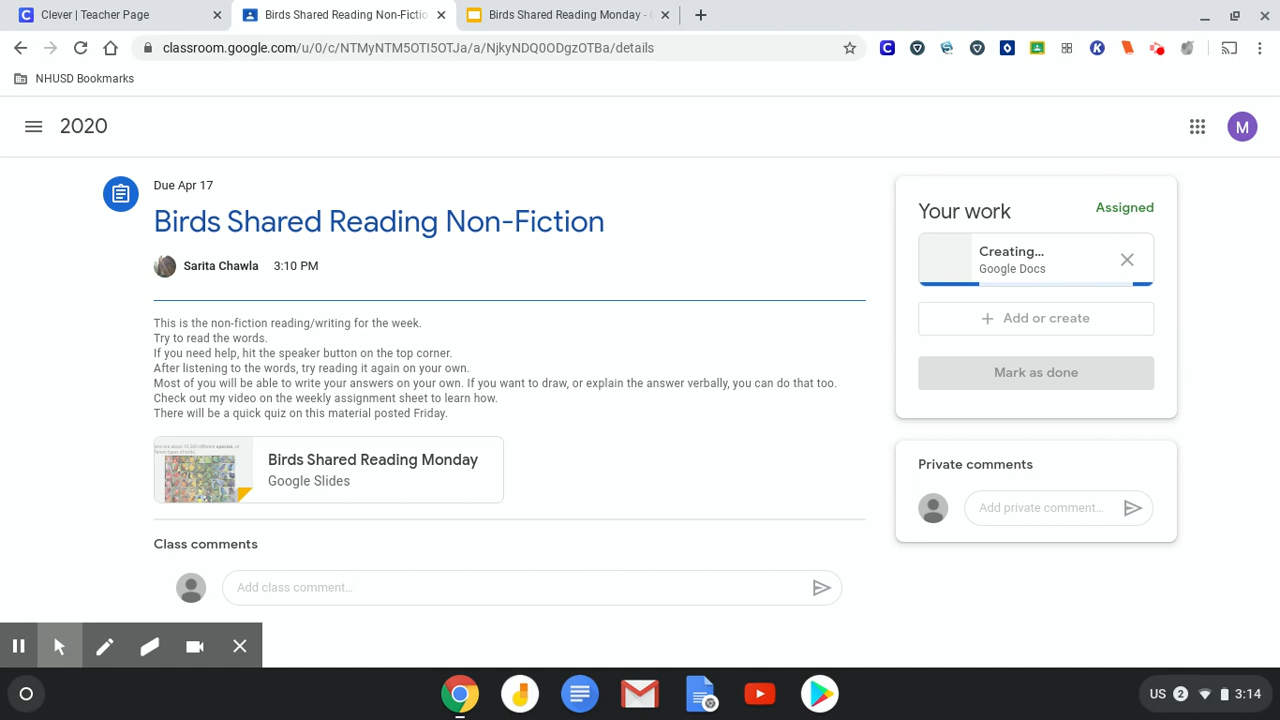 Clever | Teacher Page
Birds Shared Reading Non-Fictio
Birds Shared Reading Monday -
classroom.google.com/u/0/c/NTMyNTM5OTI5OTJa/a/NjkyNDQ0ODgzOTBa/details
NHUSD Bookmarks
2020
M
Due Apr 17
Birds Shared Reading Non-Fiction
Sarita Chawla 3:10 PM
This is the non-fiction reading/writing for the week.
Try to read the words.
If you need help, hit the speaker button on the top corner.
After listening to the words, try reading it again on your own.
Most of you will be able to write your answers on your own. If you want to draw, or explain the answer verbally, you can do that too.
Check out my video on the weekly assignment sheet to learn how.
There will be a quick quiz on this material posted Friday.
Birds Shared Reading Monday
Google Slides
Class comments
Add class comment...
Your work
Assigned
Creating...
Google Docs
Add or create
Mark as done
Private comments
Add private comment...
US 2 3:14